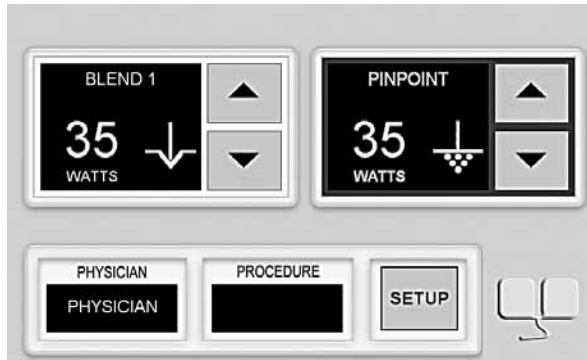 BLEND 1
35
WATTS
PINPOINT
35
WATTS
PHYSICIAN
PHYSICIAN
PROCEDURE
SETUP